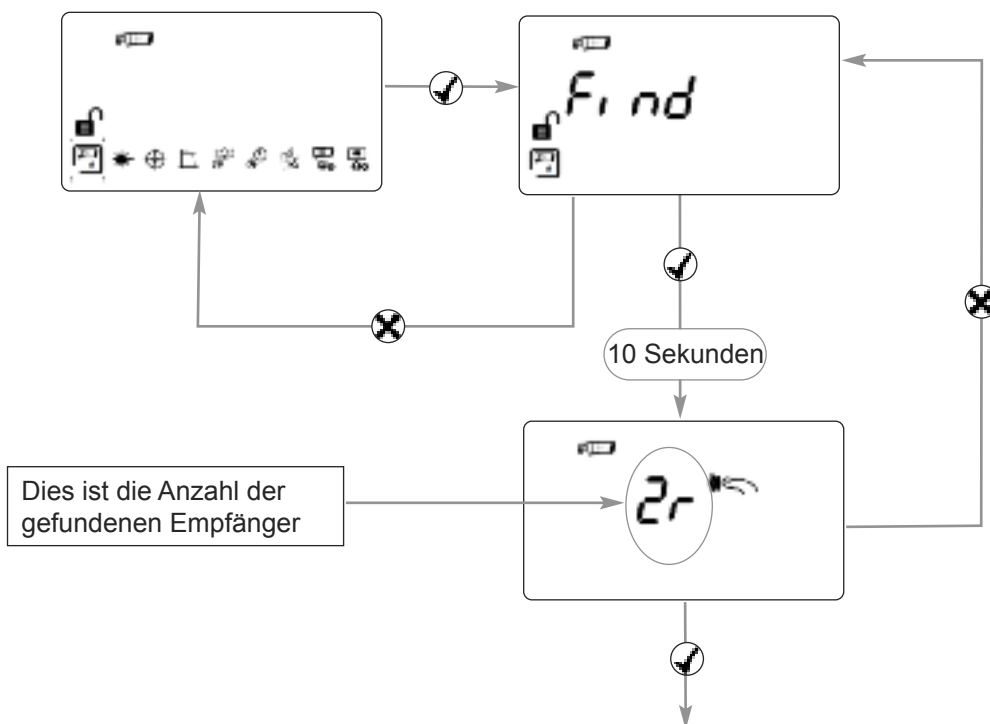 Find
10 Sekunden
2r
Dies ist die Anzahl der
gefundenen Empfänger